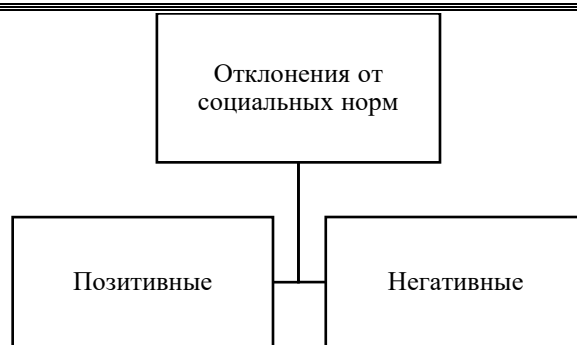 Отклонения от
социальных норм
Позитивные
Негативные